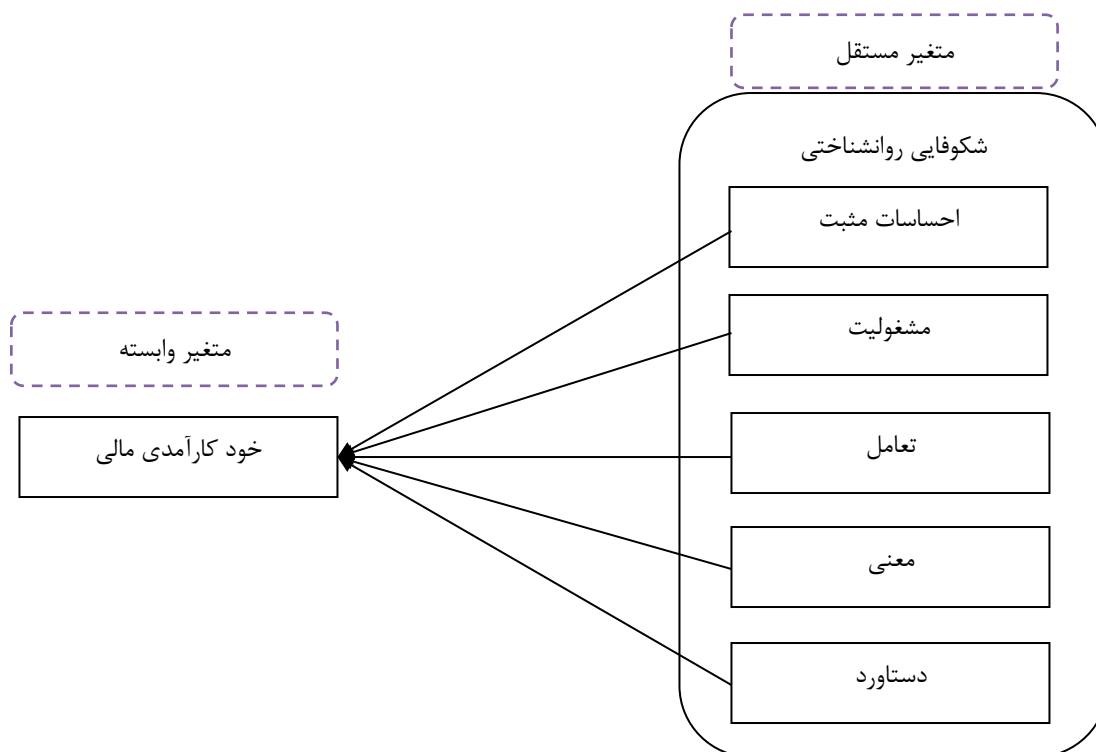 متغیر مستقل
شکوفایی روانشناختی
احساسات مثبت
مشغولیت
تعامل
معنی
دستاورد
متغیر وابسته
خود کارآمدی مالی